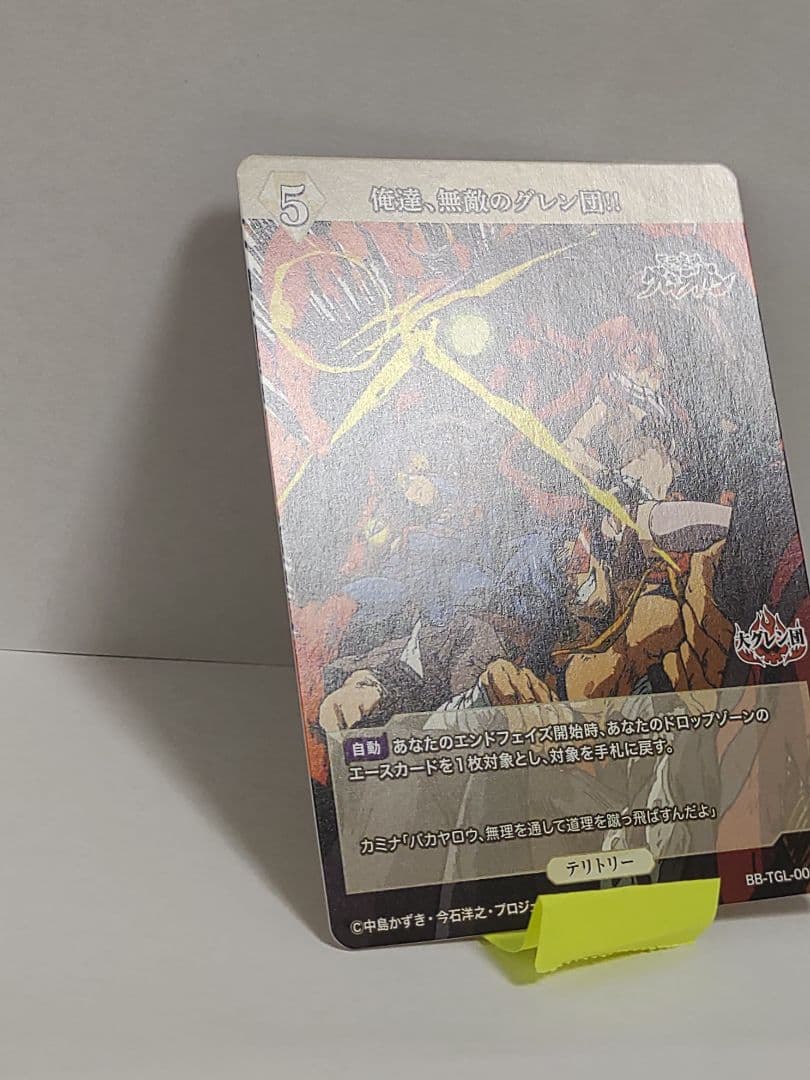 5
俺達、無敵のグレン団!!
グレンラガン
大グレン団
自動 あなたのエンドフェイズ開始時、あなたのドロップゾーンの
エースカードを1枚対象とし、対象を手札に戻す。
カミナ「バカヤロウ、無理を通して道理を蹴っ飛ばすんだよ」
テリトリー
BB-TGL-00
©中島かずき・今石洋之・プロジェ